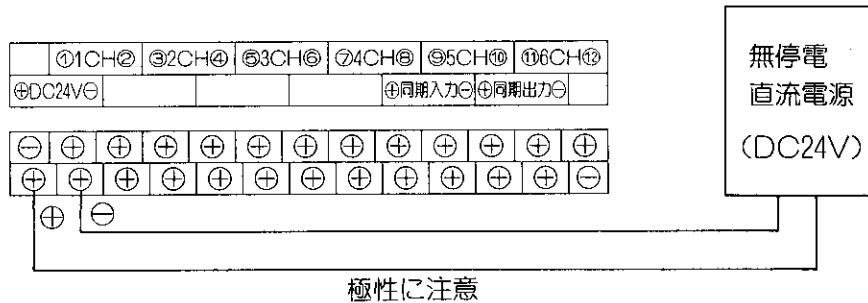 ①1CH② ③2CH④ ⑤3CH⑥ ⑦4CH⑧ ⑨5CH⑩ ⑪6CH⑫
⊕DC24V⊖ ⊕同期入力⊖ ⊕同期出力⊖
⊖ ⊕ ⊕ ⊕ ⊕ ⊕ ⊕ ⊕ ⊕ ⊕ ⊕ ⊕ ⊕
⊕ ⊕ ⊕ ⊕ ⊕ ⊕ ⊕ ⊕ ⊕ ⊕ ⊕ ⊕ ⊖
⊕ ⊖
極性に注意
無停電
直流電源
(DC24V)